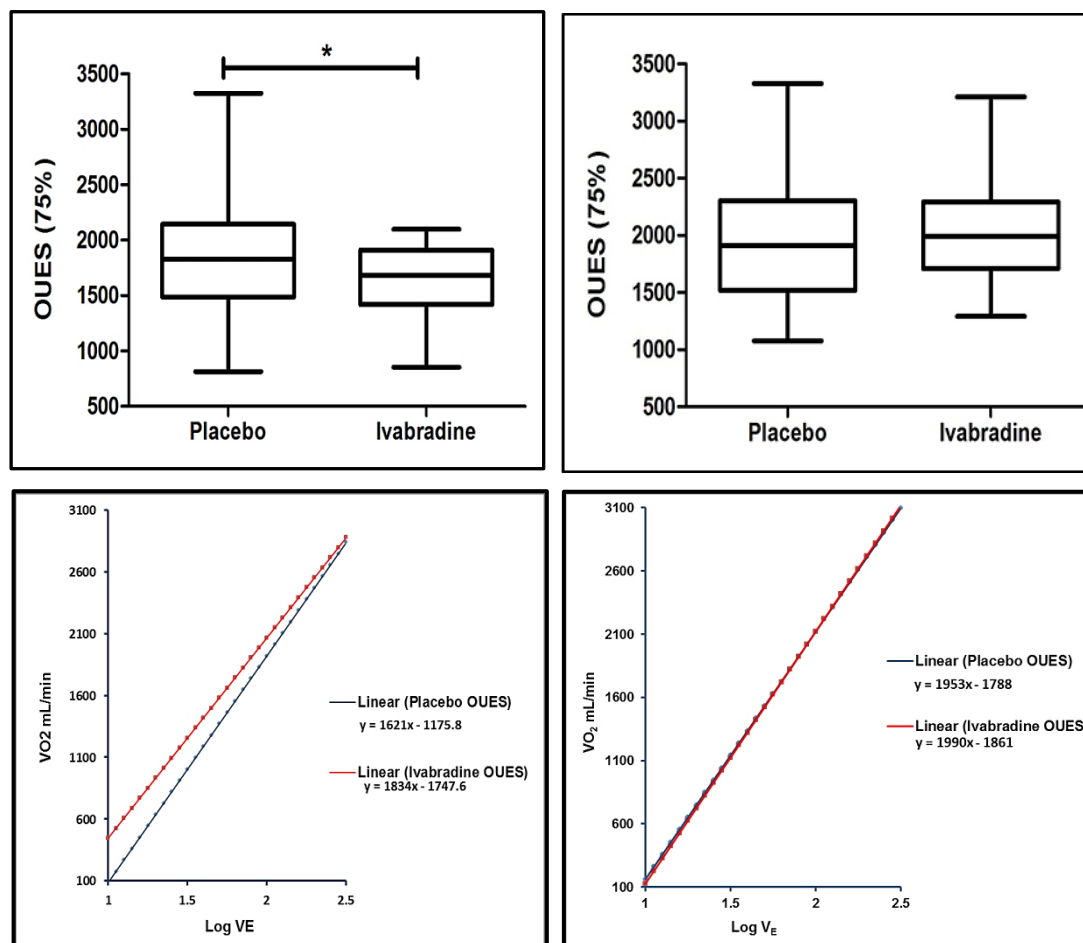 *
OUES (75%)
3500
3000
2500
2000
1500
1000
500
Placebo
Ivabradine
OUES (75%)
3500
3000
2500
2000
1500
1000
500
Placebo
Ivabradine
VO2 mL/min
3100
2600
2100
1600
1100
600
100
1
1.5
2
2.5
Log VE
Linear (Placebo OUES)
y = 1621x - 1175.8
Linear (Ivabradine OUES)
y = 1834x - 1747.6
VO₂ mL/min
3100
2600
2100
1600
1100
600
100
1
1.5
2
2.5
Log V_E
Linear (Placebo OUES)
y = 1953x - 1788
Linear (Ivabradine OUES
y = 1990x - 1861